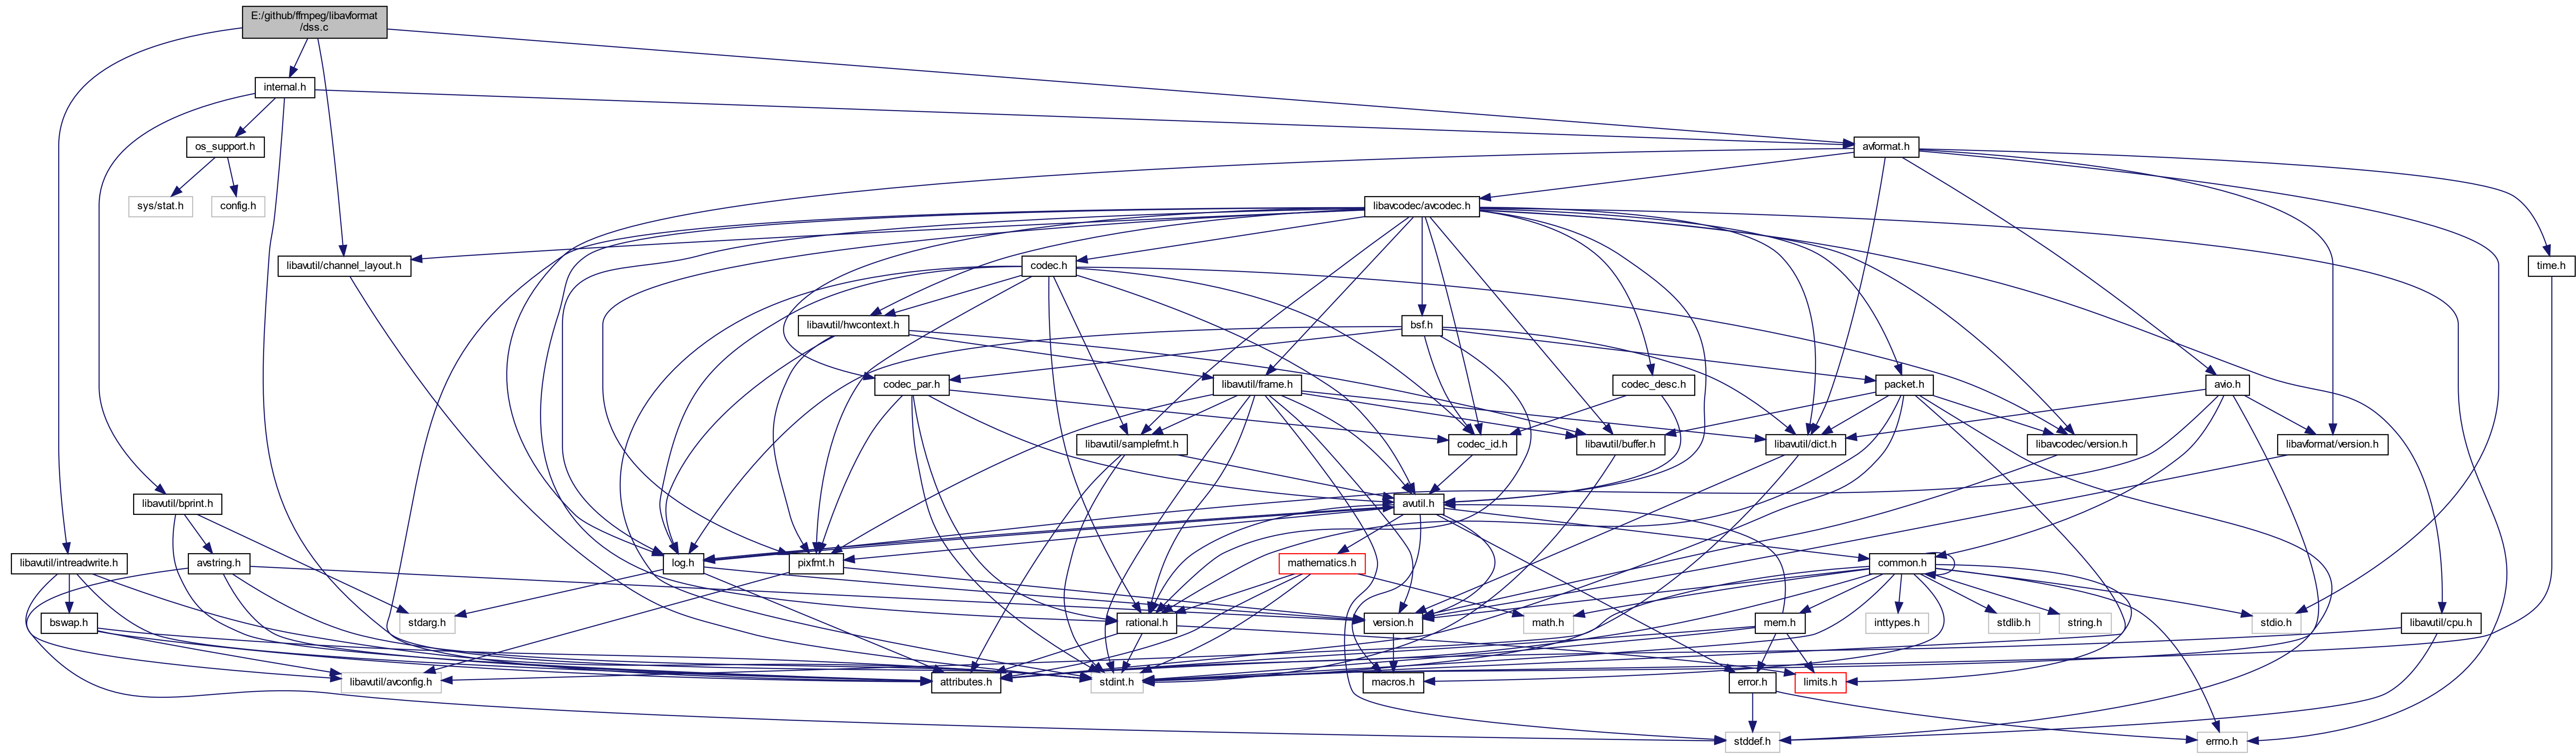 E:/github/ffmpeg/libavformat
/dss.c
internal.h
os_support.h
avformat.h
sys/stat.h
config.h
libavcodec/avcodec.h
libavutil/channel_layout.h
codec.h
time.h
libavutil/hwcontext.h
bsf.h
codec_par.h
libavutil/frame.h
codec_desc.h
packet.h
avio.h
libavutil/samplefmt.h
codec_id.h
libavutil/buffer.h
libavutil/dict.h
libavcodec/version.h
libavformat/version.h
libavutil/bprint.h
avutil.h
libavutil/intreadwrite.h
avstring.h
log.h
pixfmt.h
mathematics.h
common.h
bswap.h
stdarg.h
rational.h
version.h
math.h
mem.h
inttypes.h
stdlib.h
string.h
stdio.h
libavutil/cpu.h
libavutil/avconfig.h
attributes.h
stdint.h
macros.h
error.h
limits.h
stddef.h
errno.h